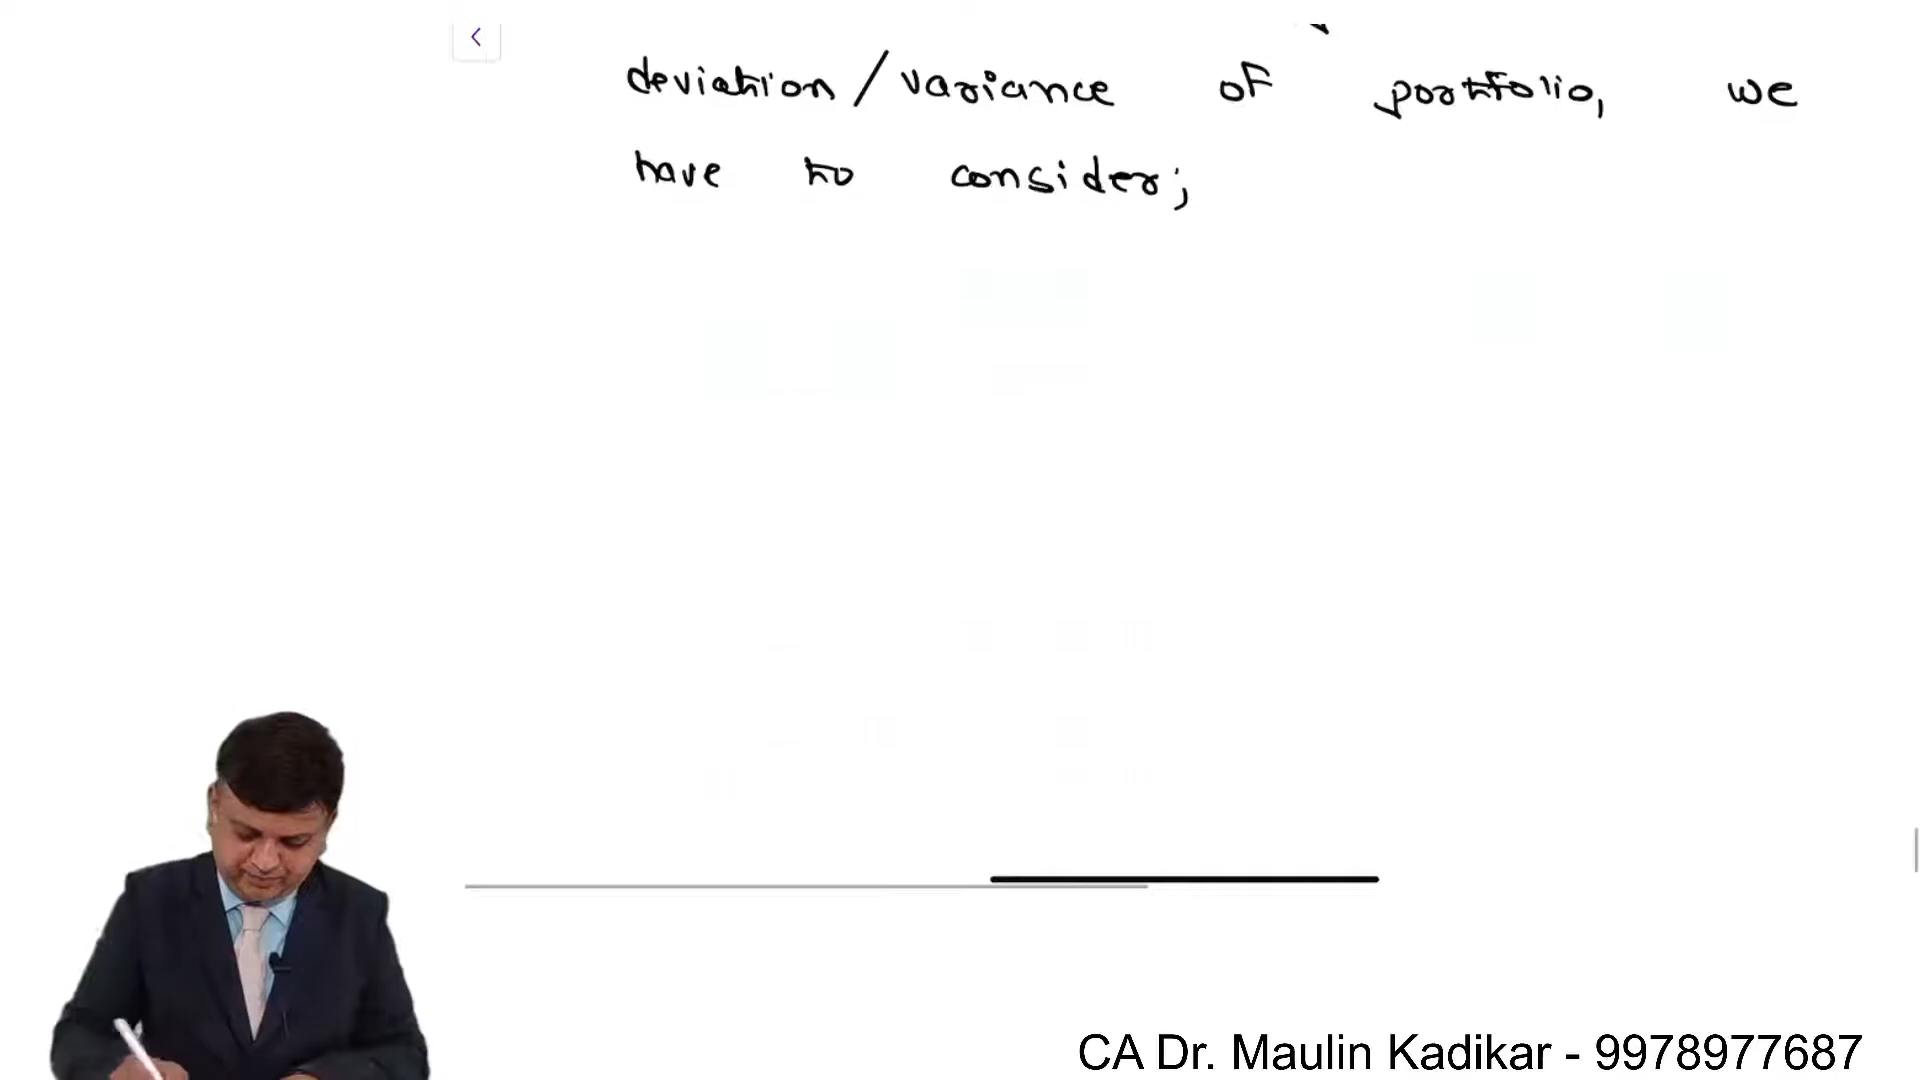 deviation/variance of portfolio, we
have to consider;
CA Dr. Maulin Kadikar - 9978977687